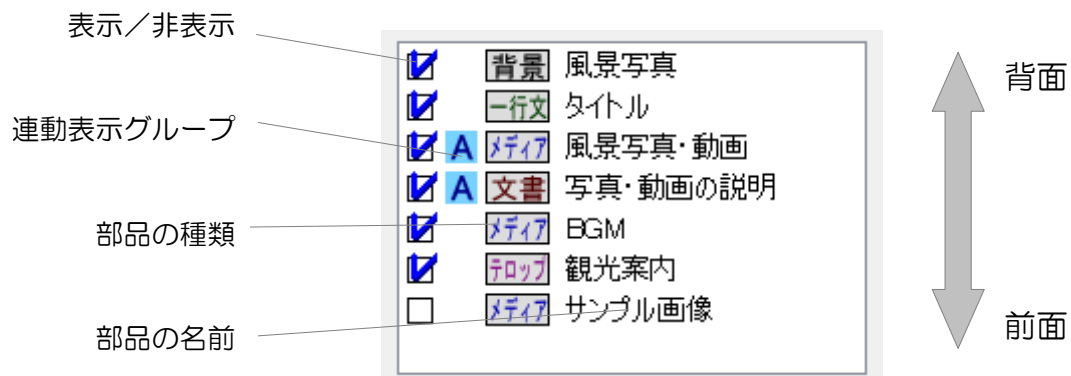 表示／非表示
連動表示グループ
部品の種類
部品の名前
背景 風景写真
一行文 タイトル
A メディア 風景写真・動画
A 文書 写真・動画の説明
メディア BGM
テロップ 観光案内
メディア サンプル画像
背面
前面